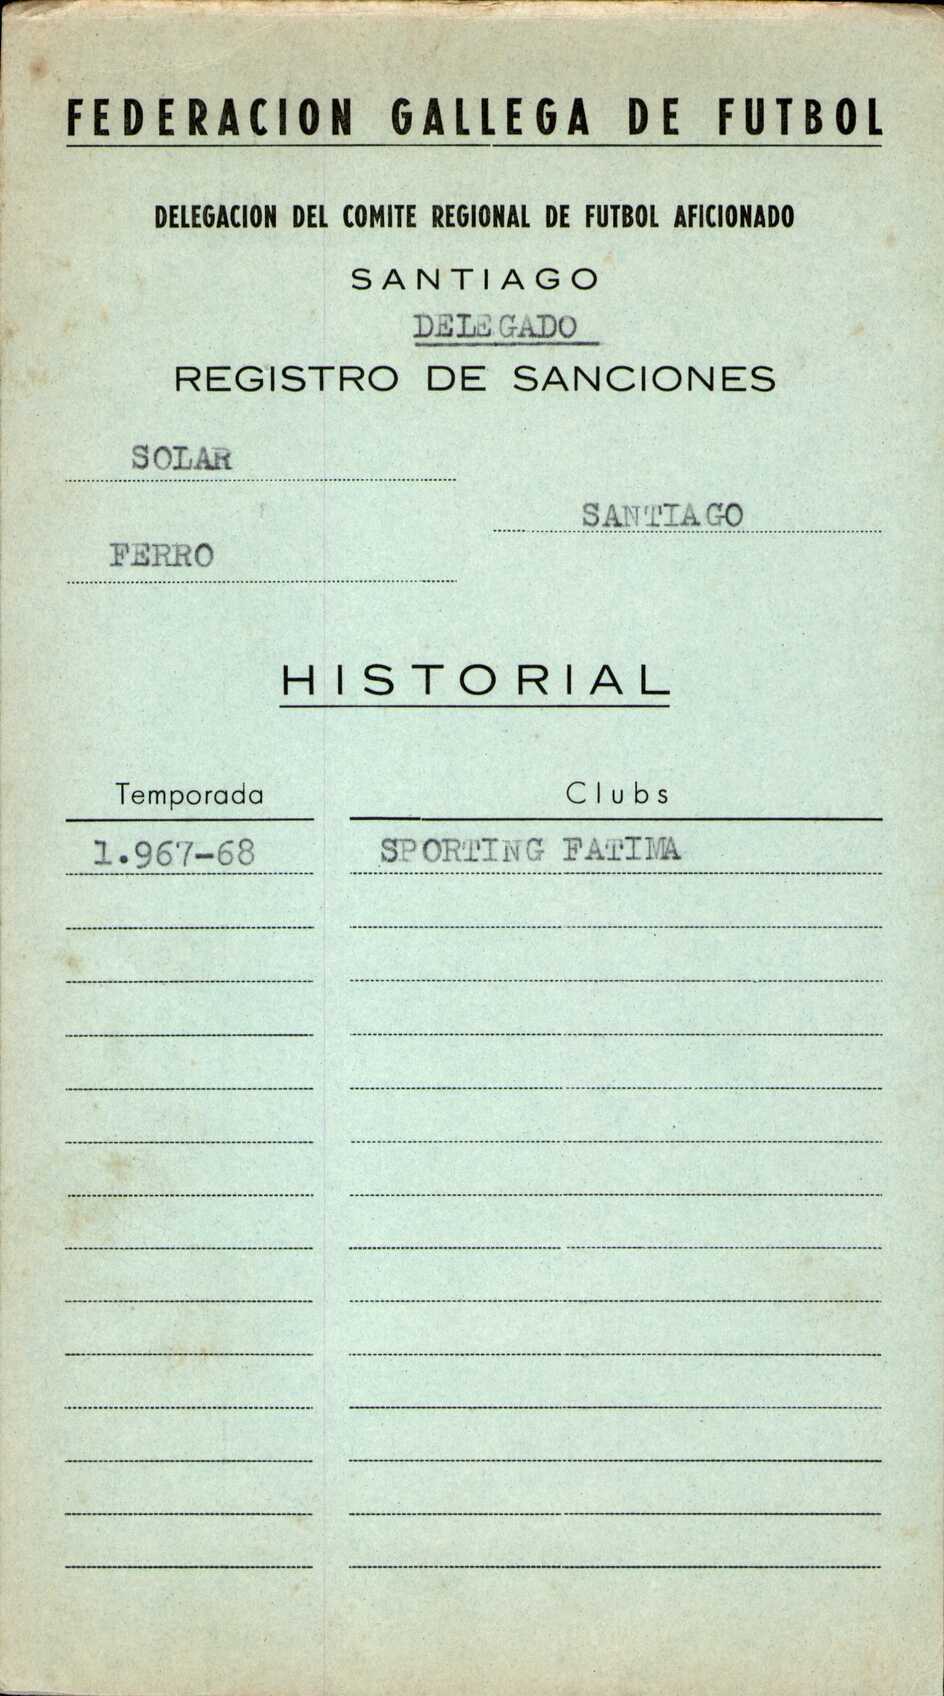 FEDERACION GALLEGA DE FUTBOL
DELEGACION DEL COMITE REGIONAL DE FUTBOL AFICIONADO
SANTIAGO
DELEGADO
REGISTRO DE SANCIONES
SOLAR
SANTIAGO
FERRO
HISTORIAL
Temporada Clubs
1.967-68 SPORTING FATIMA